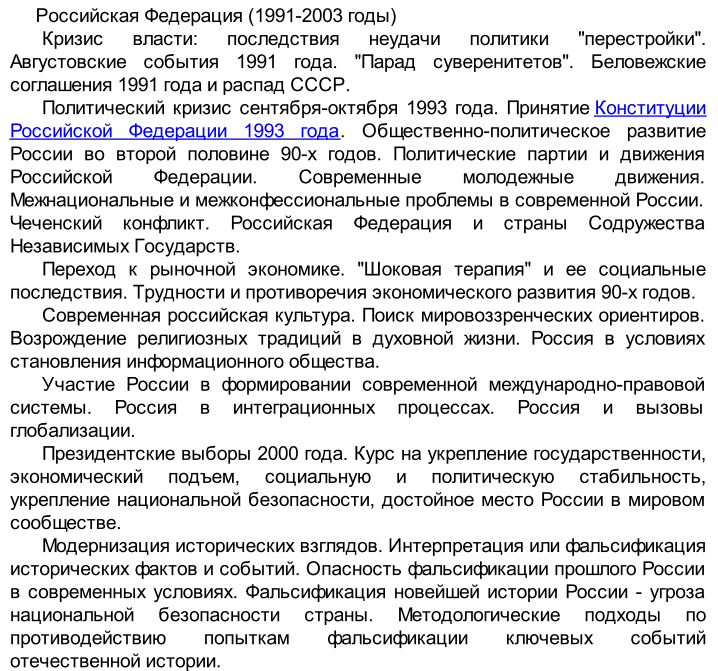 Российская Федерация (1991-2003 годы)
Кризис власти: последствия неудачи политики "перестройки".
Августовские события 1991 года. "Парад суверенитетов". Беловежские
соглашения 1991 года и распад СССР.
Политический кризис сентября-октября 1993 года. Принятие Конституции
Российской Федерации 1993 года. Общественно-политическое развитие
России во второй половине 90-х годов. Политические партии и движения
Российской Федерации. Современные молодежные движения.
Межнациональные и межконфессиональные проблемы в современной России.
Чеченский конфликт. Российская Федерация и страны Содружества
Независимых Государств.
Переход к рыночной экономике. "Шоковая терапия" и ее социальные
последствия. Трудности и противоречия экономического развития 90-х годов.
Современная российская культура. Поиск мировоззренческих ориентиров.
Возрождение религиозных традиций в духовной жизни. Россия в условиях
становления информационного общества.
Участие России в формировании современной международно-правовой
системы. Россия в интеграционных процессах. Россия и вызовы
глобализации.
Президентские выборы 2000 года. Курс на укрепление государственности,
экономический подъем, социальную и политическую стабильность,
укрепление национальной безопасности, достойное место России в мировом
сообществе.
Модернизация исторических взглядов. Интерпретация или фальсификация
исторических фактов и событий. Опасность фальсификации прошлого России
в современных условиях. Фальсификация новейшей истории России - угроза
национальной безопасности страны. Методологические подходы по
противодействию попыткам фальсификации ключевых событий
отечественной истории.